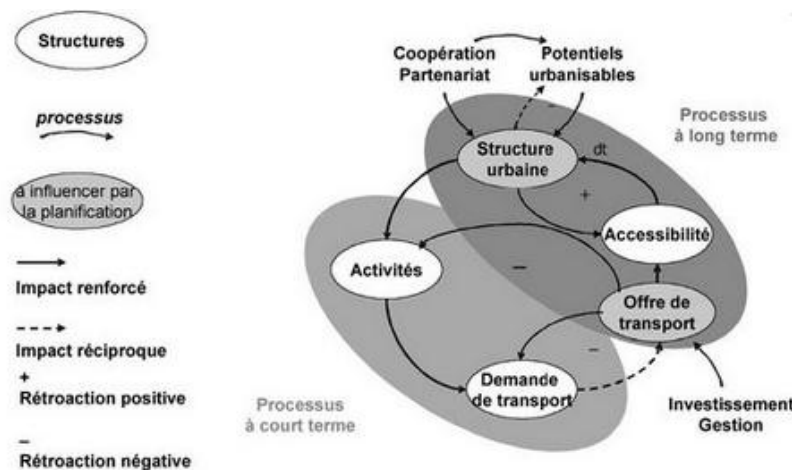 Structures
processus
à influencer par
la planification
Impact renforcé
Impact réciproque
+
Rétroaction positive
–
Rétroaction négative
Coopération
Partenariat
Potentiels
urbanisables
Processus
à long terme
–
Structure
urbaine
dt
+
Accessibilité
Activités
–
Offre de
transport
–
Demande
de transport
Processus
à court terme
Investissement
Gestion